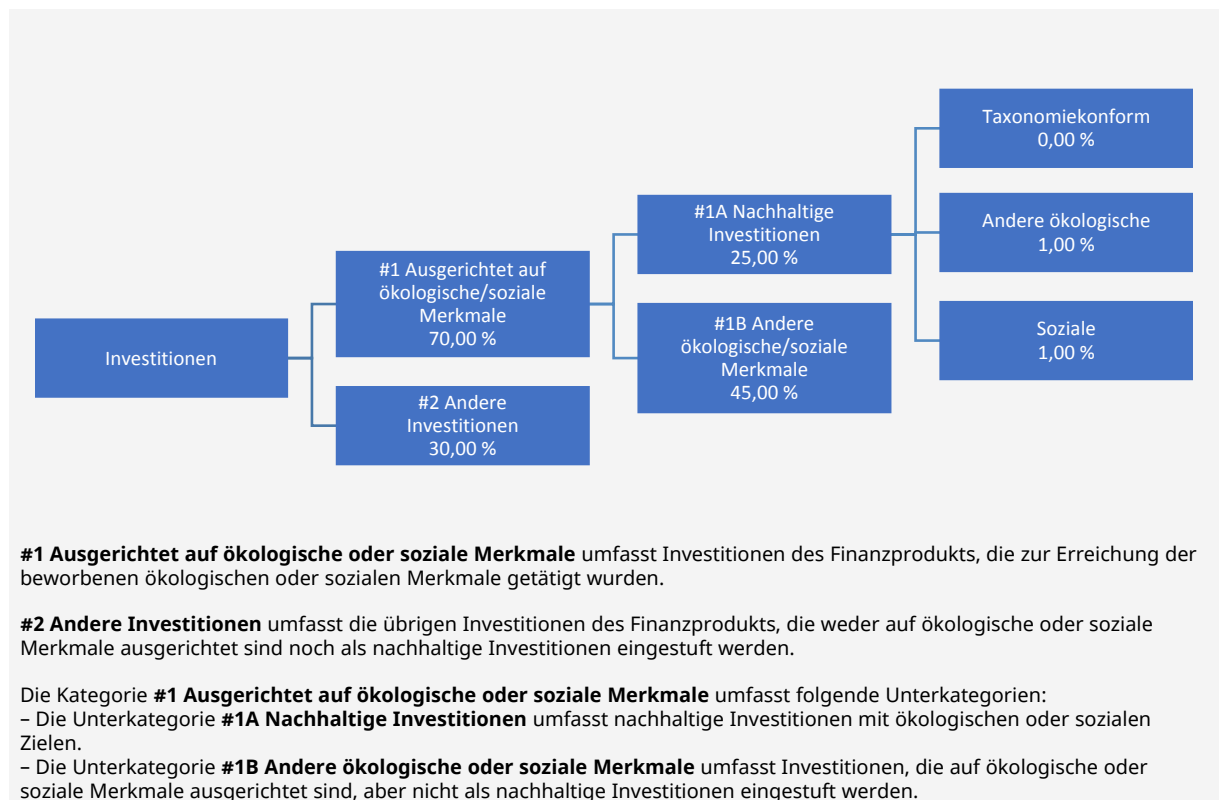 Investitionen
#1 Ausgerichtet auf
ökologische/soziale
Merkmale
70,00 %
#2 Andere
Investitionen
30,00 %
#1A Nachhaltige
Investitionen
25,00 %
#1B Andere
ökologische/soziale
Merkmale
45,00 %
Taxonomiekonform
0,00 %
Andere ökologische
1,00 %
Soziale
1,00 %
#1 Ausgerichtet auf ökologische oder soziale Merkmale umfasst Investitionen des Finanzprodukts, die zur Erreichung der
beworbenen ökologischen oder sozialen Merkmale getätigt wurden.
#2 Andere Investitionen umfasst die übrigen Investitionen des Finanzprodukts, die weder auf ökologische oder soziale
Merkmale ausgerichtet sind noch als nachhaltige Investitionen eingestuft werden.
Die Kategorie #1 Ausgerichtet auf ökologische oder soziale Merkmale umfasst folgende Unterkategorien:
– Die Unterkategorie #1A Nachhaltige Investitionen umfasst nachhaltige Investitionen mit ökologischen oder sozialen
Zielen.
– Die Unterkategorie #1B Andere ökologische oder soziale Merkmale umfasst Investitionen, die auf ökologische oder
soziale Merkmale ausgerichtet sind, aber nicht als nachhaltige Investitionen eingestuft werden.